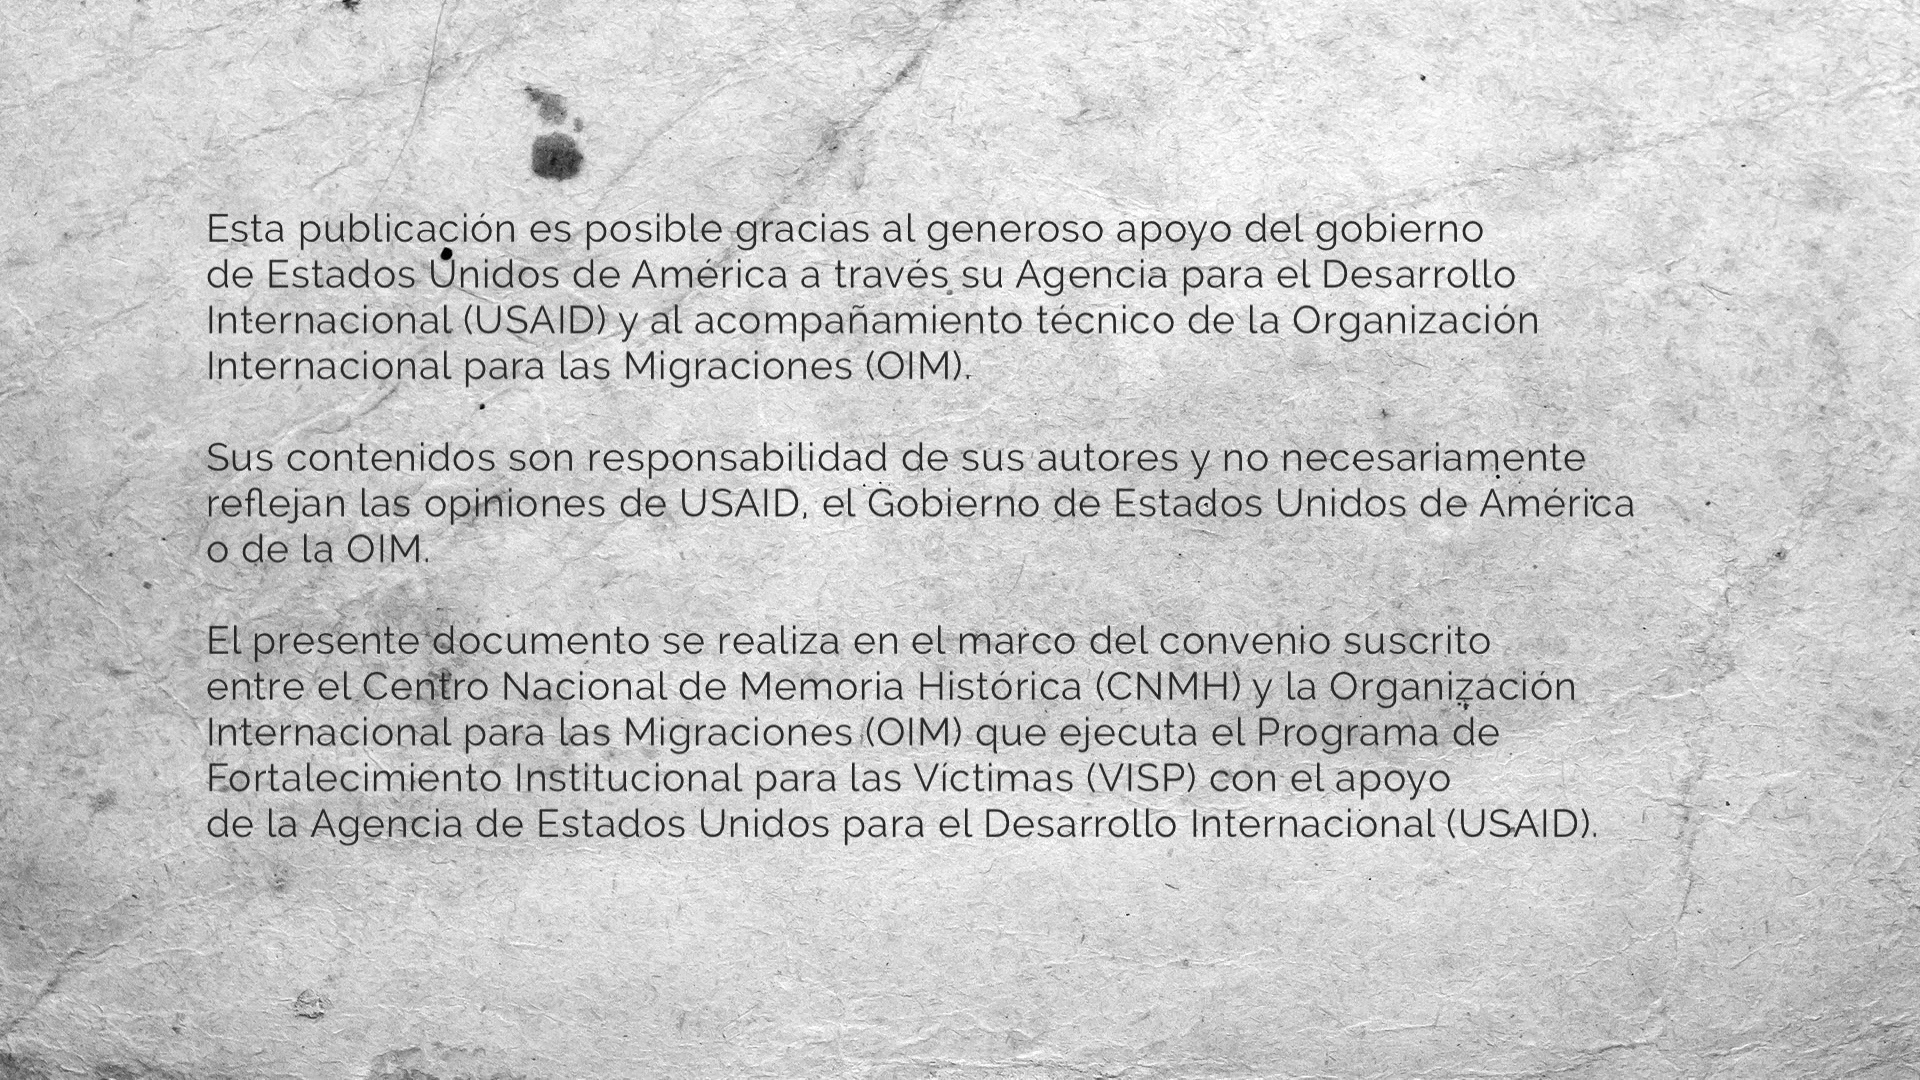 Esta publicación es posible gracias al generoso apoyo del gobierno
de Estados Unidos de América a través su Agencia para el Desarrollo
Internacional (USAID) y al acompañamiento técnico de la Organización
Internacional para las Migraciones (OIM).
Sus contenidos son responsabilidad de sus autores y no necesariamente
reflejan las opiniones de USAID, el Gobierno de Estados Unidos de América
o de la OIM.
El presente documento se realiza en el marco del convenio suscrito
entre el Centro Nacional de Memoria Histórica (CNMH) y la Organización
Internacional para las Migraciones (OIM) que ejecuta el Programa de
Fortalecimiento Institucional para las Víctimas (VISP) con el apoyo
de la Agencia de Estados Unidos para el Desarrollo Internacional (USAID).